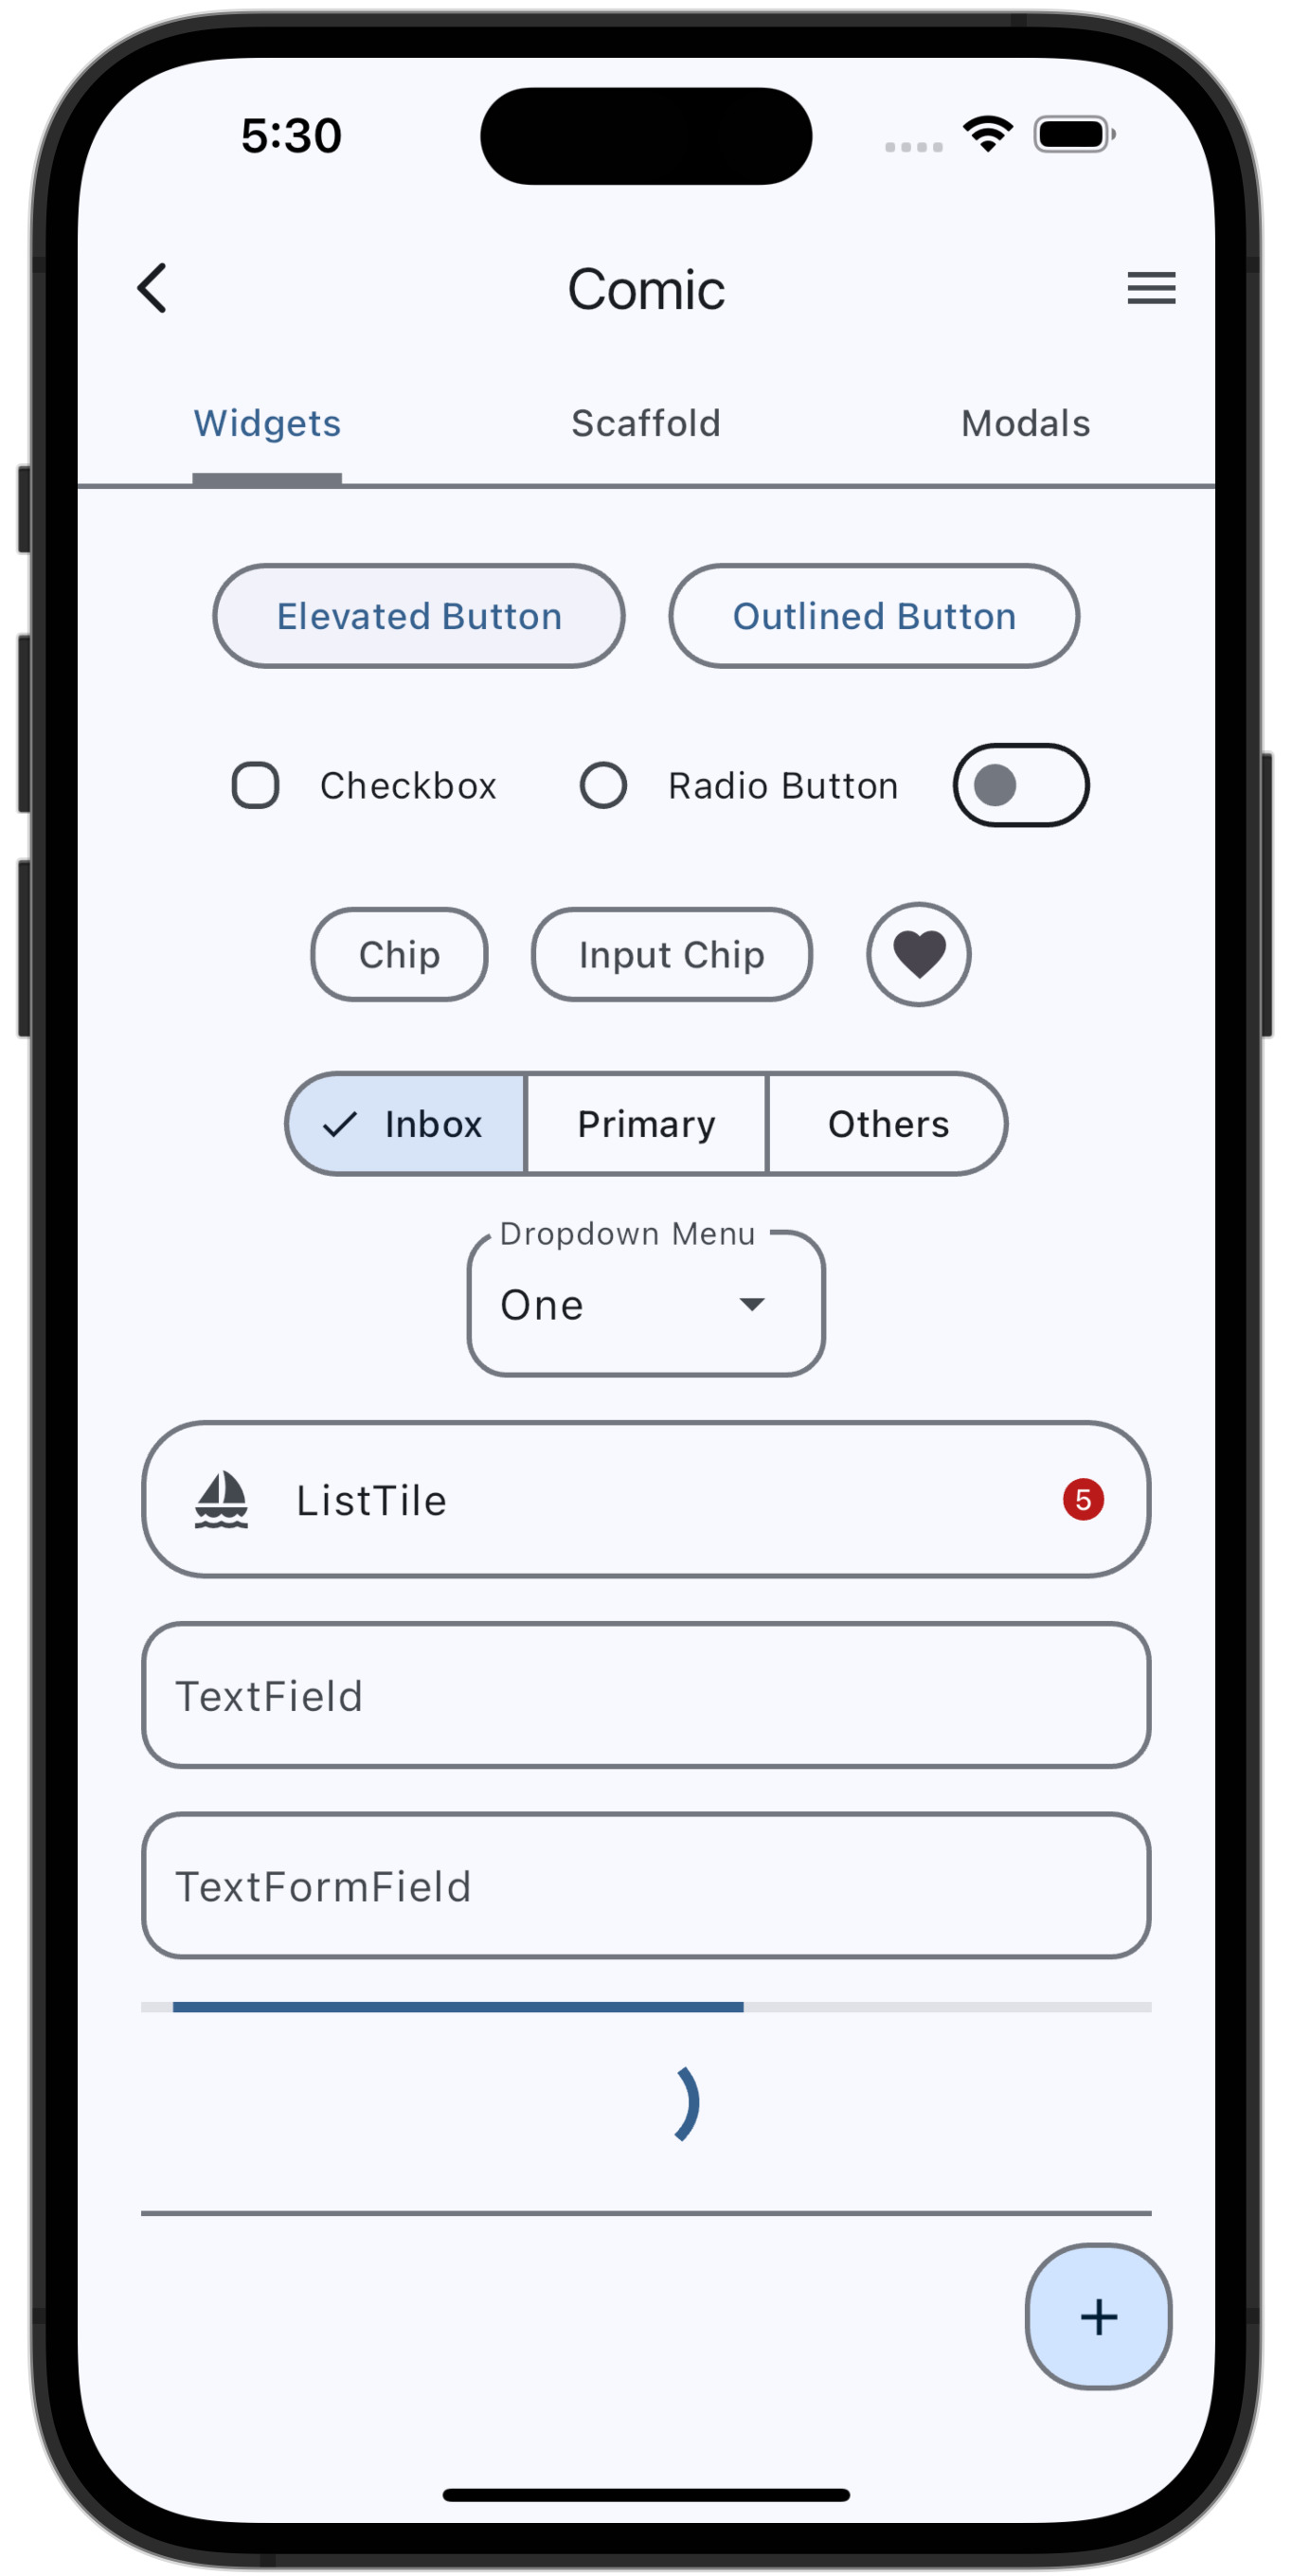 5:30
Comic
Widgets Scaffold Modals
Elevated Button Outlined Button
Checkbox Radio Button
Chip Input Chip
Inbox Primary Others
Dropdown Menu
One
ListTile 5
TextField
TextFormField